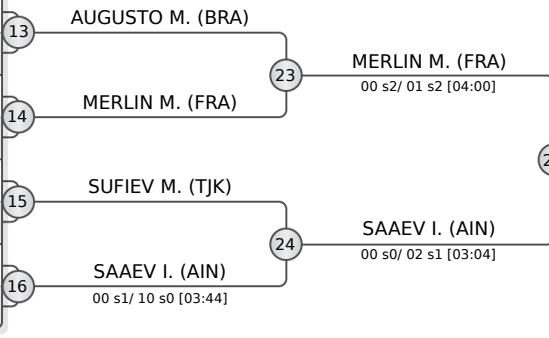 13
AUGUSTO M. (BRA)
23
MERLIN M. (FRA)
00 s2/ 01 s2 [04:00]
14
MERLIN M. (FRA)
15
SUFIEV M. (TJK)
24
SAAEV I. (AIN)
00 s0/ 02 s1 [03:04]
16
SAAEV I. (AIN)
00 s1/ 10 s0 [03:44]